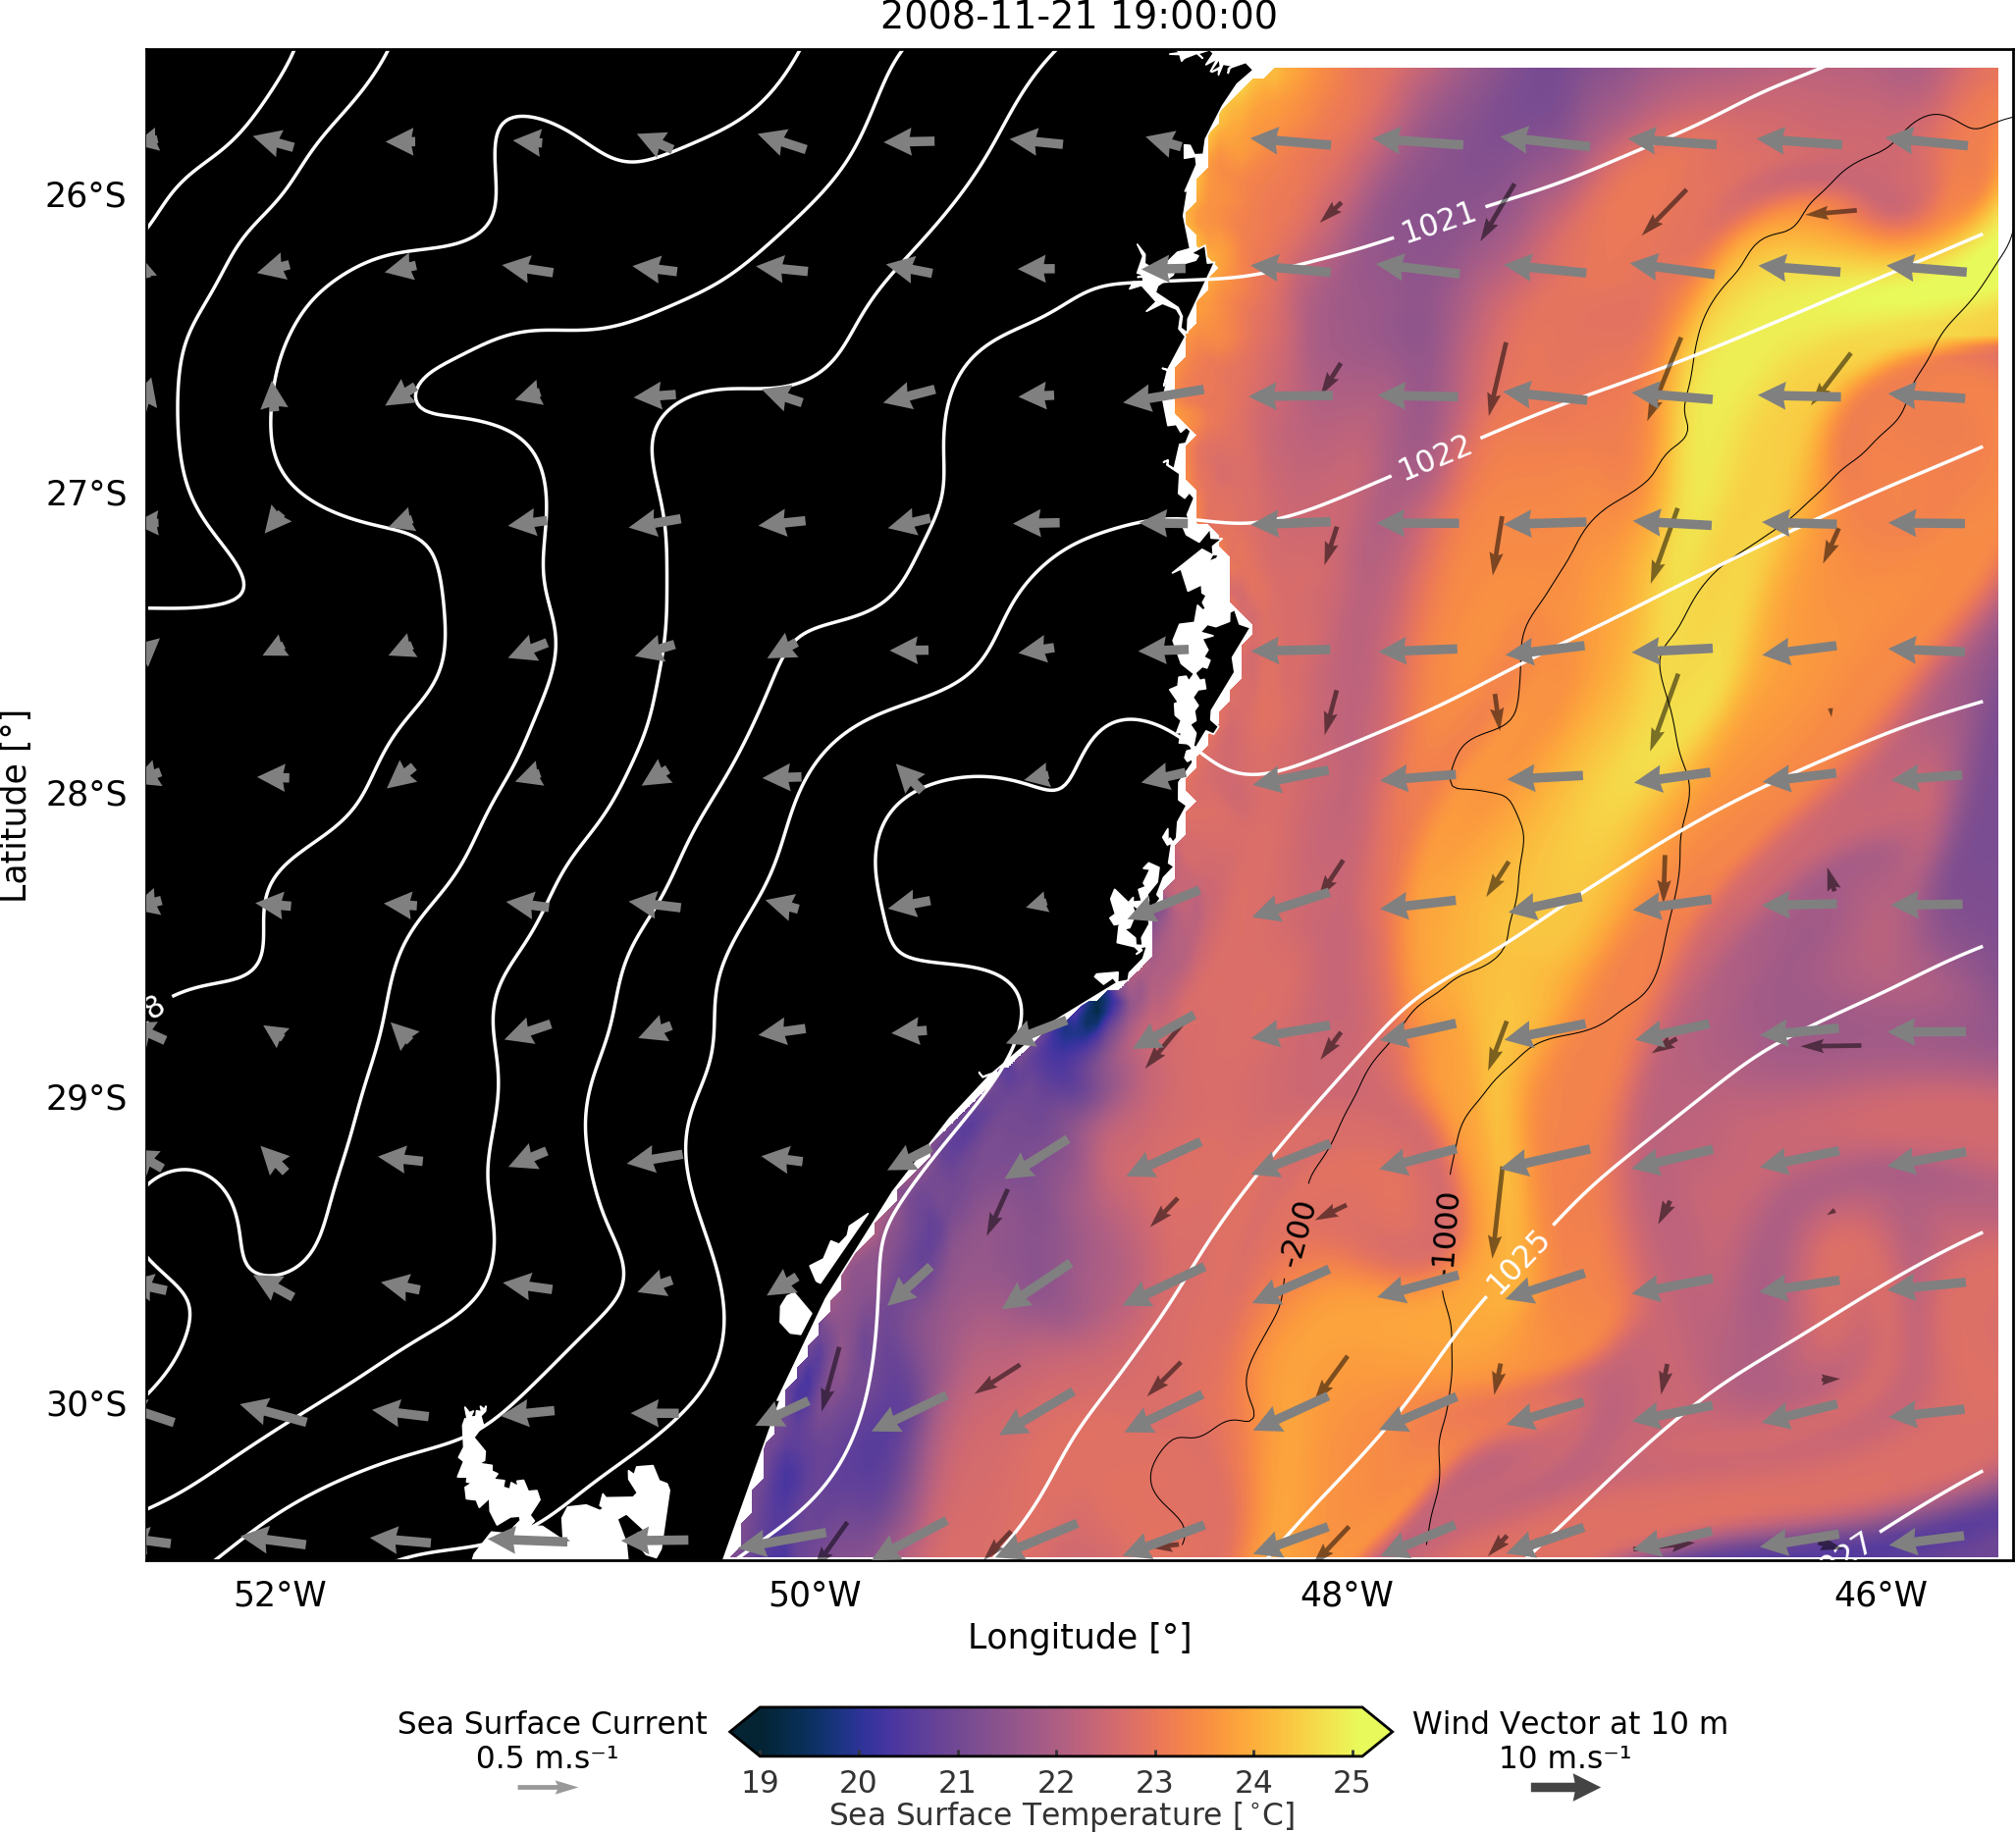 2008-11-21 19:00:00
26°S
27°S
28°S
29°S
30°S
Latitude [°]
1021
1022
8
-200
-1000
1025
27
52°W
50°W
48°W
46°W
Longitude [°]
Sea Surface Current
0.5 m.s⁻¹
19 20 21 22 23 24 25
Sea Surface Temperature [°C]
Wind Vector at 10 m
10 m.s⁻¹